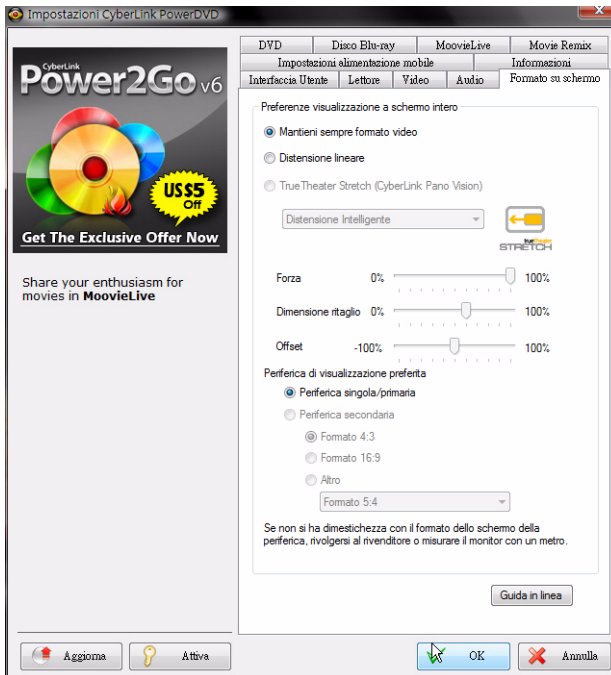 Impostazioni CyberLink PowerDVD
CyberLink
Power2Go v6
US$5
Off
Get The Exclusive Offer Now
Share your enthusiasm for
movies in MoovieLive
DVD Disco Blu-ray MoovieLive Movie Remix
Impostazioni alimentazione mobile Informazioni
Interfaccia Utente Lettore Video Audio Formato su schermo
Preferenze visualizzazione a schermo intero
Mantieni sempre formato video
Distensione lineare
TrueTheater Stretch (CyberLink Pano Vision)
Distensione Intelligente
trueTheater
STRETCH
Forza 0% 100%
Dimensione ritaglio 0% 100%
Offset -100% 100%
Periferica di visualizzazione preferita
Periferica singola/primaria
Periferica secondaria
Formato 4:3
Formato 16:9
Altro
Formato 5:4
Se non si ha dimestichezza con il formato dello schermo della
periferica, rivolgersi al rivenditore o misurare il monitor con un metro.
Guida in linea
Aggiorna Attiva OK Annulla